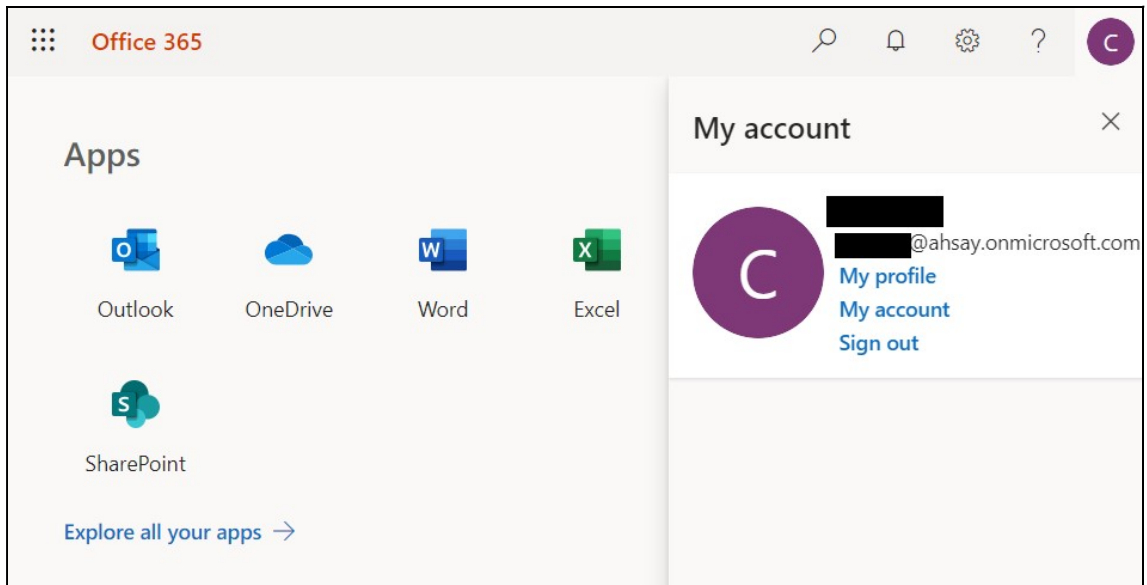 Office 365
C
My account
Apps
@ahsay.onmicrosoft.com
C
My profile
My account
Sign out
O
W
X
Outlook
OneDrive
Word
Excel
S
SharePoint
Explore all your apps